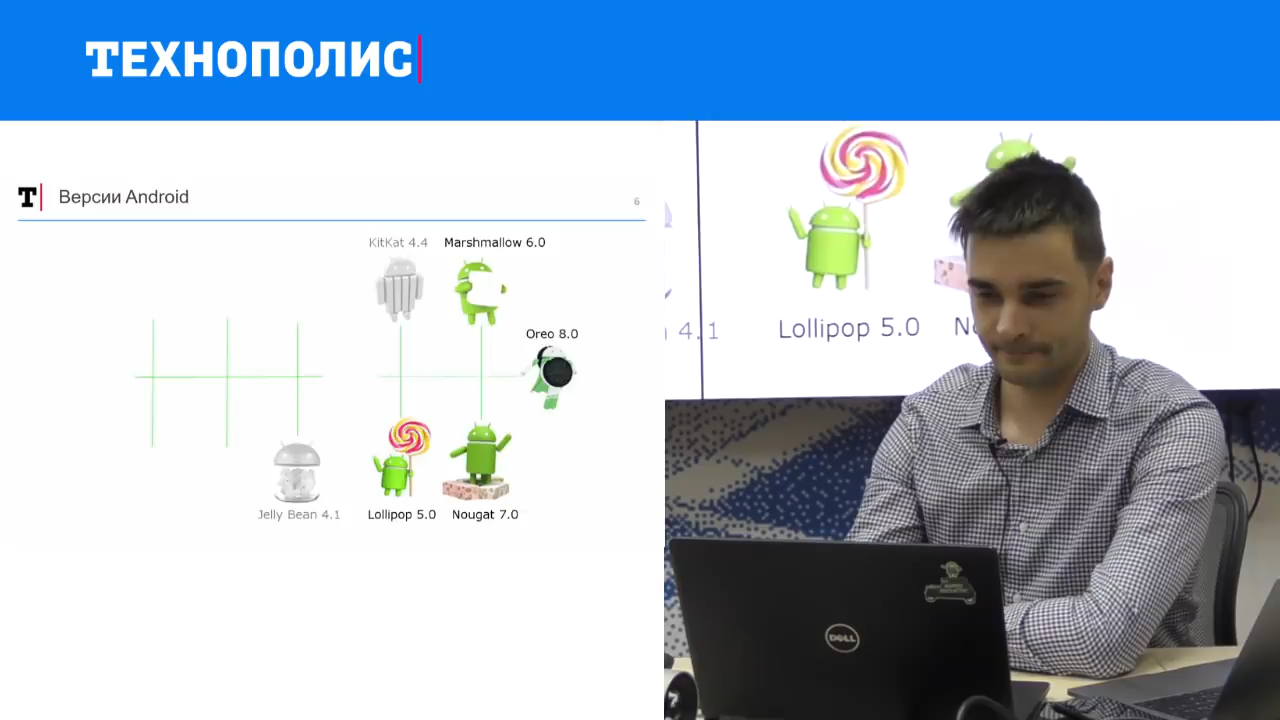 ТЕХНОПОЛИС
T Версии Android
6
KitKat 4.4 Marshmallow 6.0
Oreo 8.0
Jelly Bean 4.1 Lollipop 5.0 Nougat 7.0
4.1 Lollipop 5.0
DELL